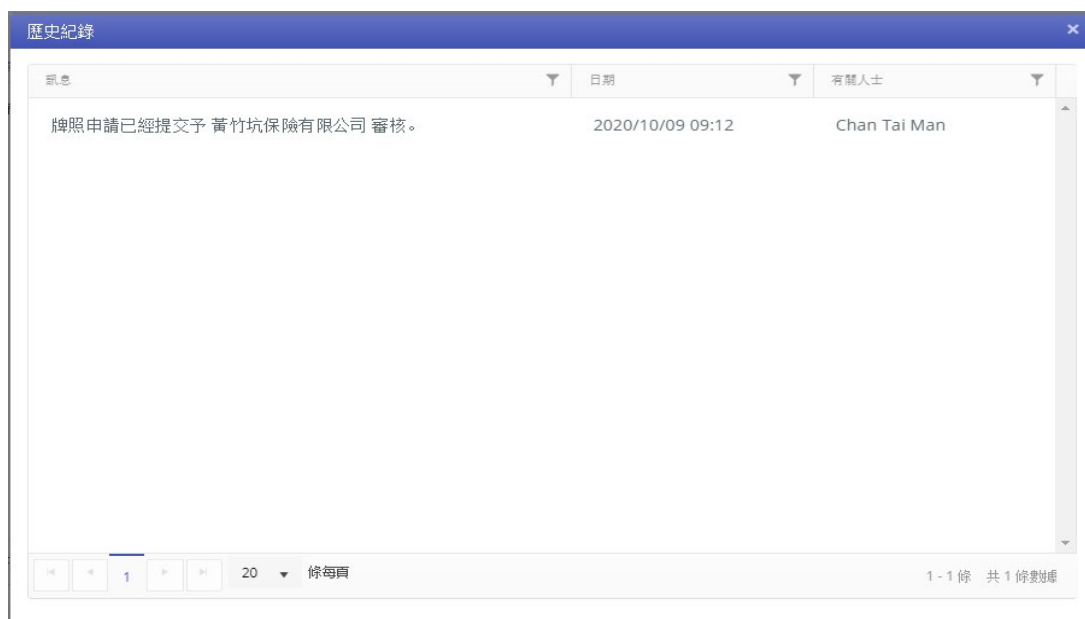 歷史紀錄 ×
訊息 日期 有關人士
牌照申請已經提交予 黃竹坑保險有限公司 審核。 2020/10/09 09:12 Chan Tai Man
1 20 條每頁 1 - 1 條 共 1 條數據